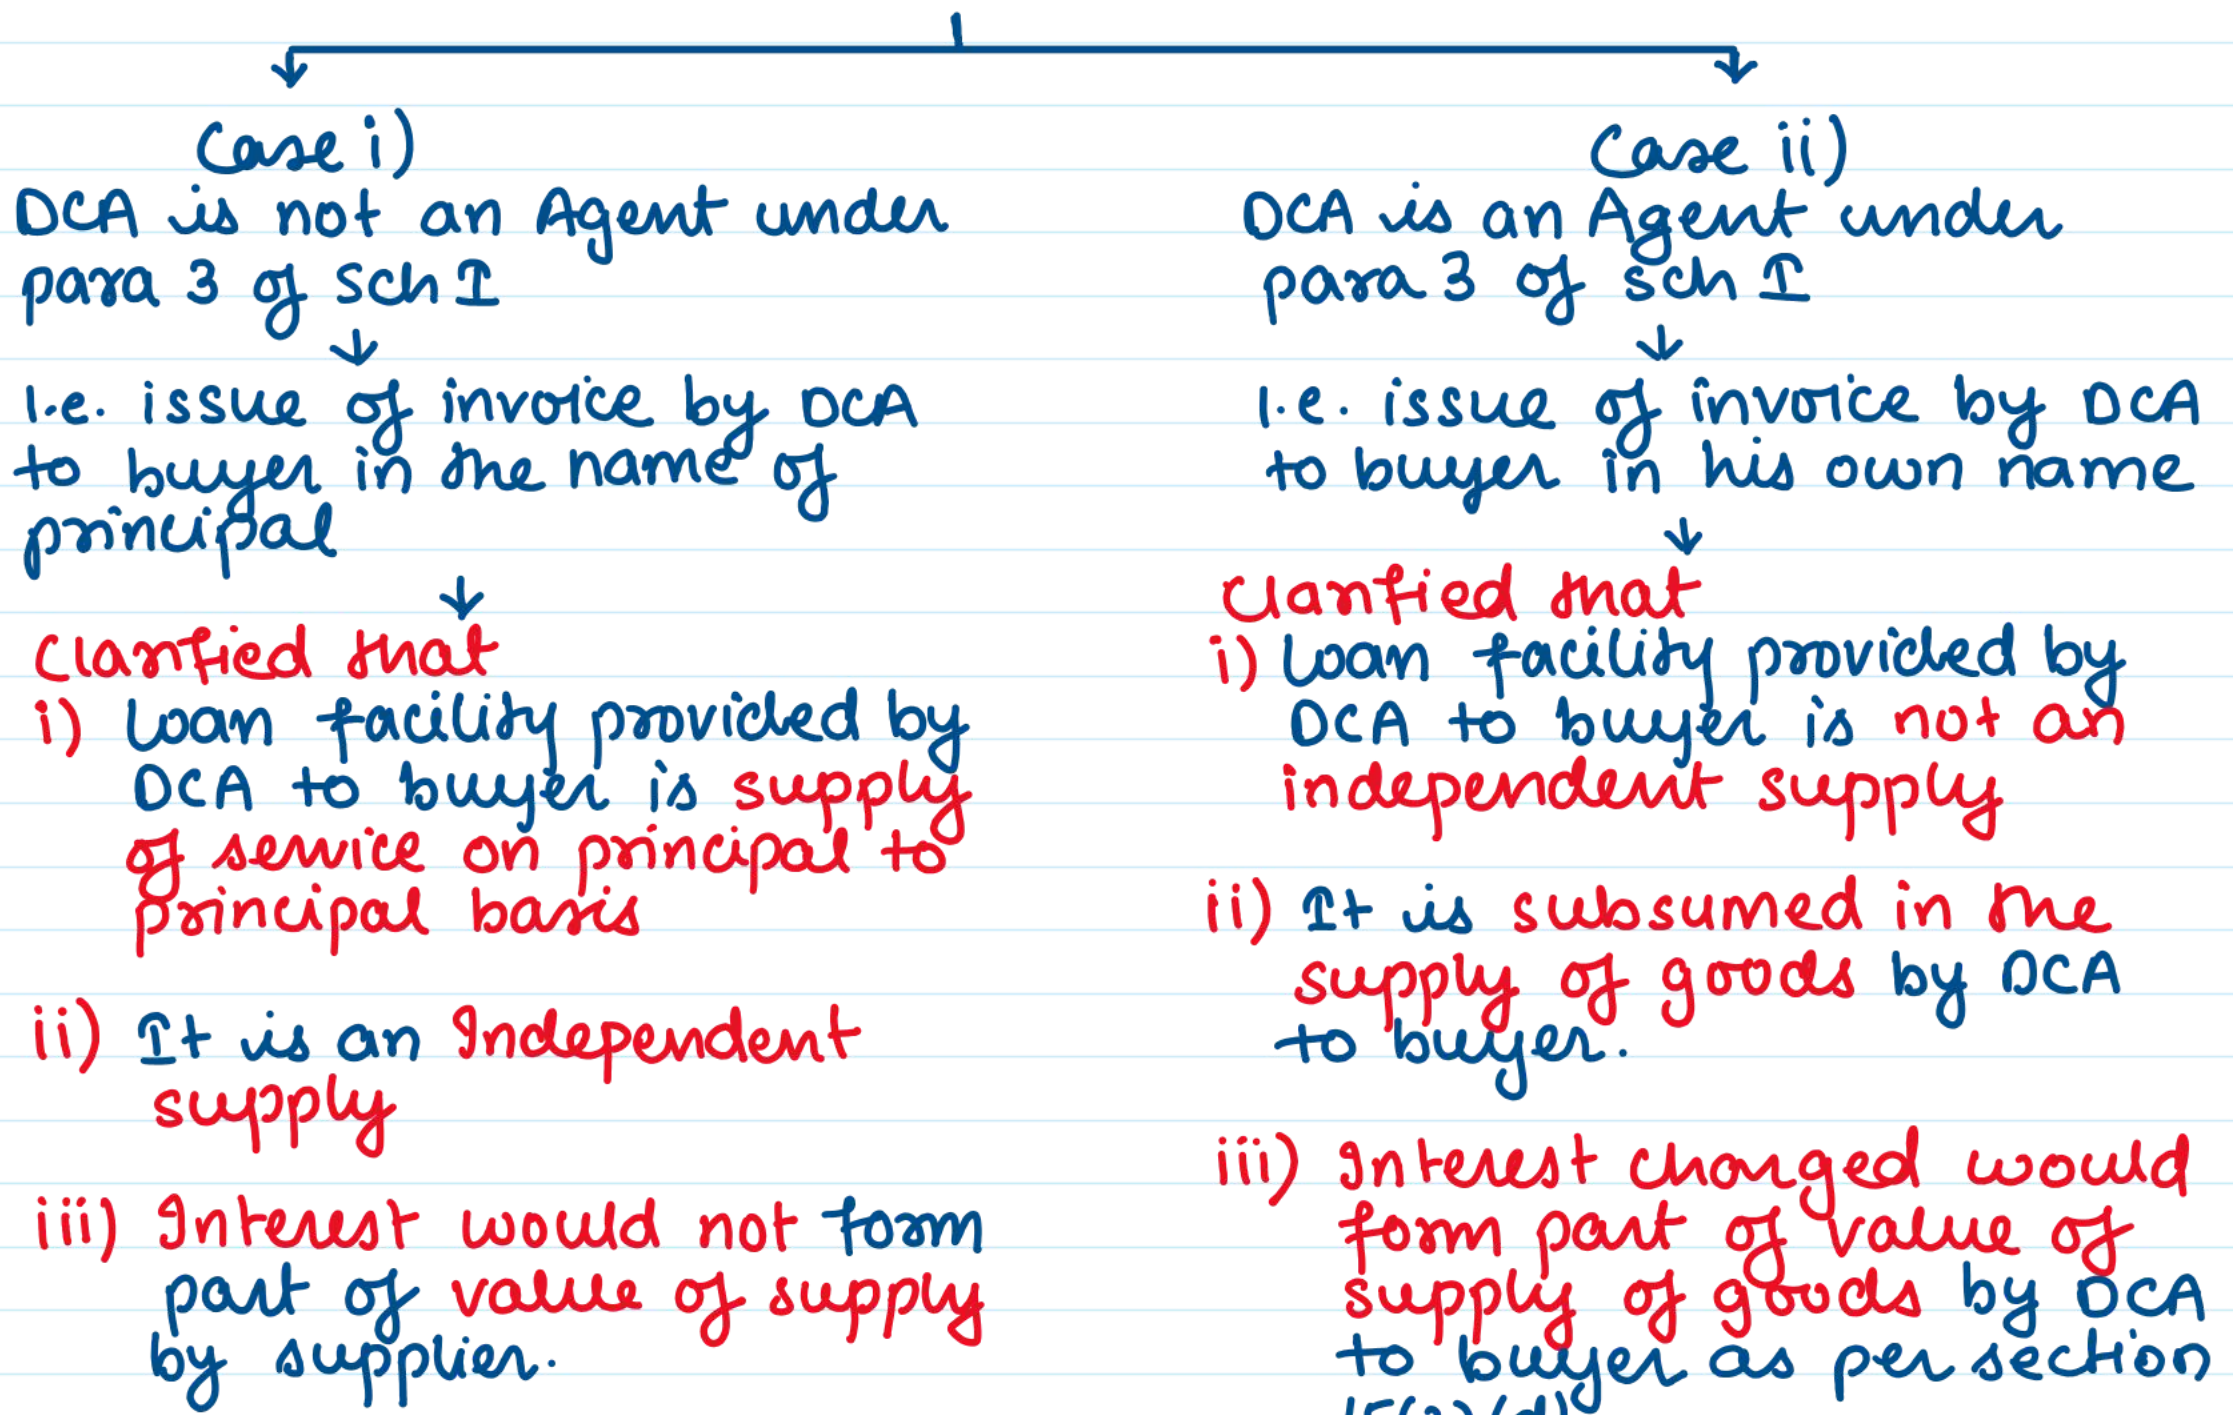 Case i)
DCA is not an Agent under
para 3 of Sch I
I.e. issue of invoice by DCA
to buyer in the name of
principal
Clarified that
i) Loan facility provided by
DCA to buyer is supply
of service on principal to
principal basis
ii) It is an Independent
supply
iii) Interest would not form
part of value of supply
by supplier.
Case ii)
DCA is an Agent under
para 3 of Sch I
I.e. issue of invoice by DCA
to buyer in his own name
Clarified that
i) Loan facility provided by
DCA to buyer is not an
independent supply
ii) It is subsumed in the
supply of goods by DCA
to buyer.
iii) Interest charged would
form part of value of
supply of goods by DCA
to buyer as per section